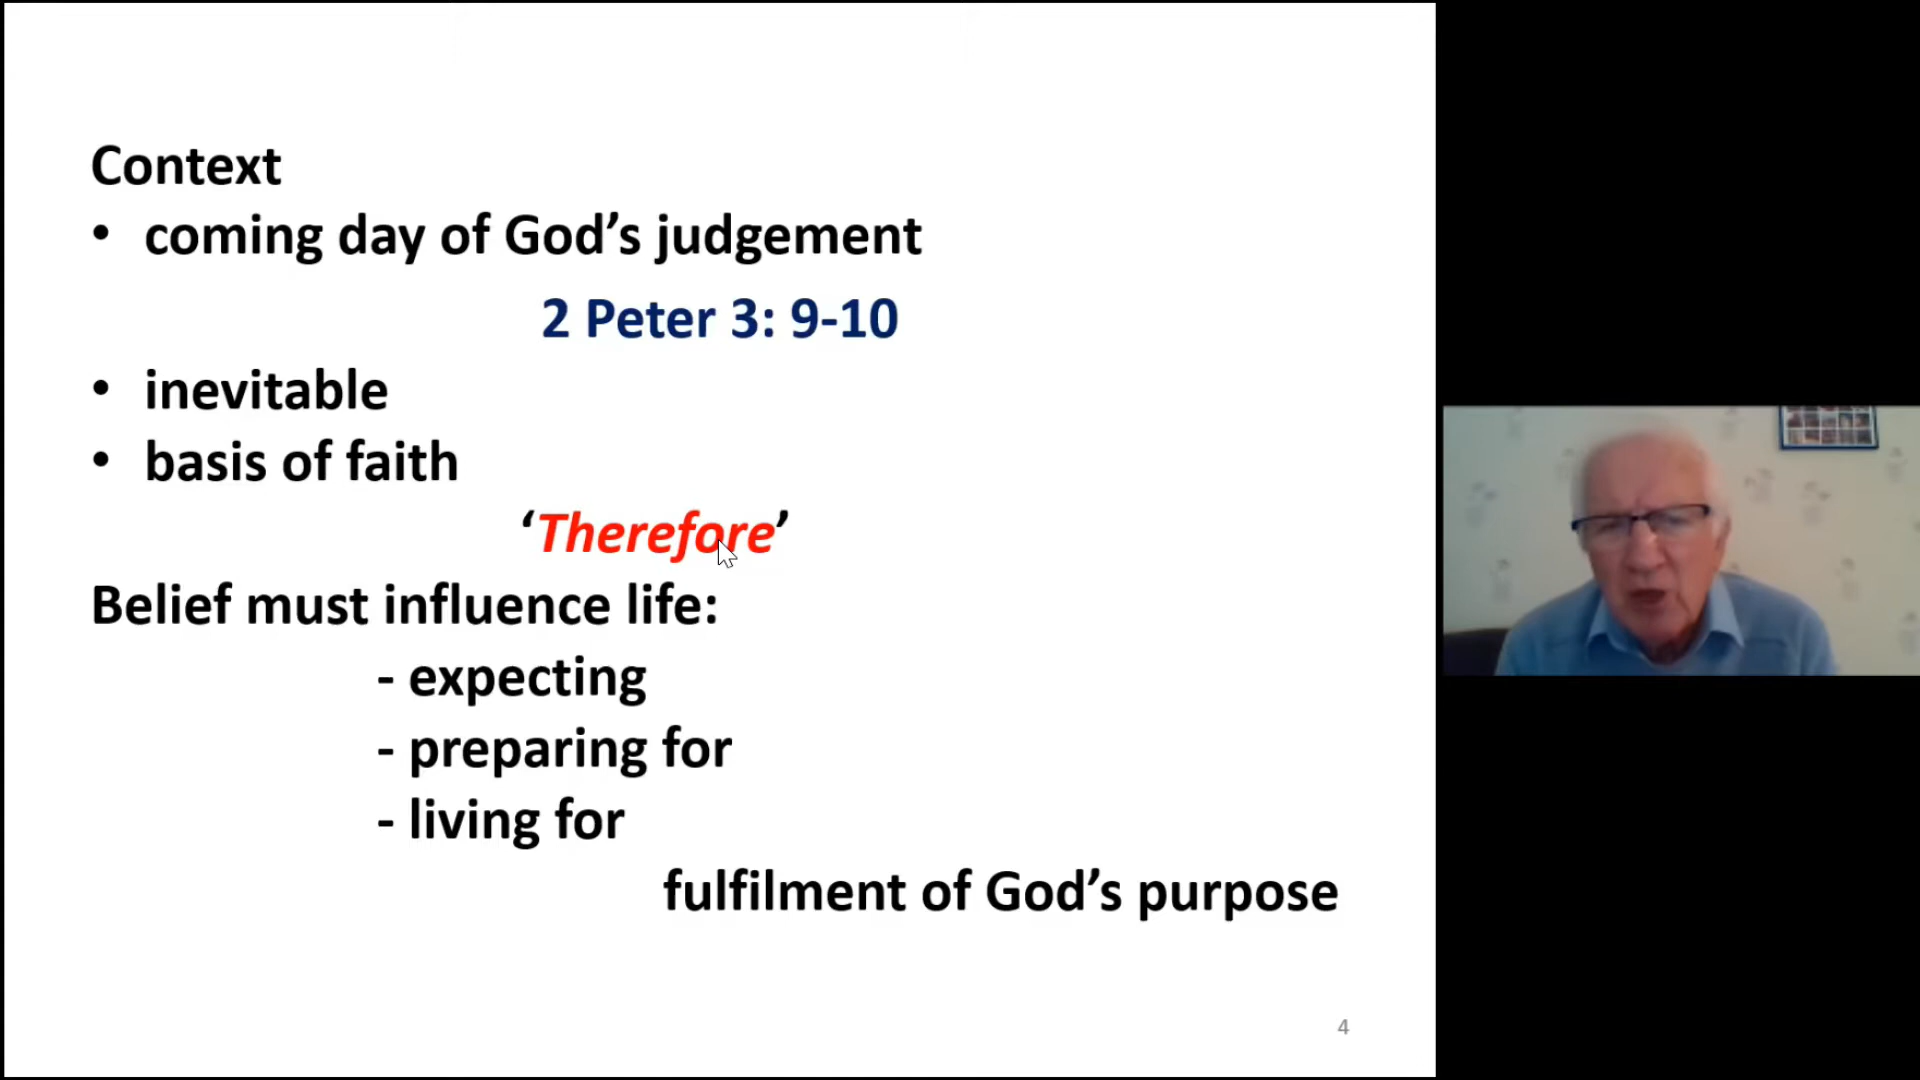 Context
• coming day of God’s judgement
2 Peter 3: 9-10
• inevitable
• basis of faith
‘Therefore’
Belief must influence life:
- expecting
- preparing for
- living for
fulfilment of God’s purpose
4